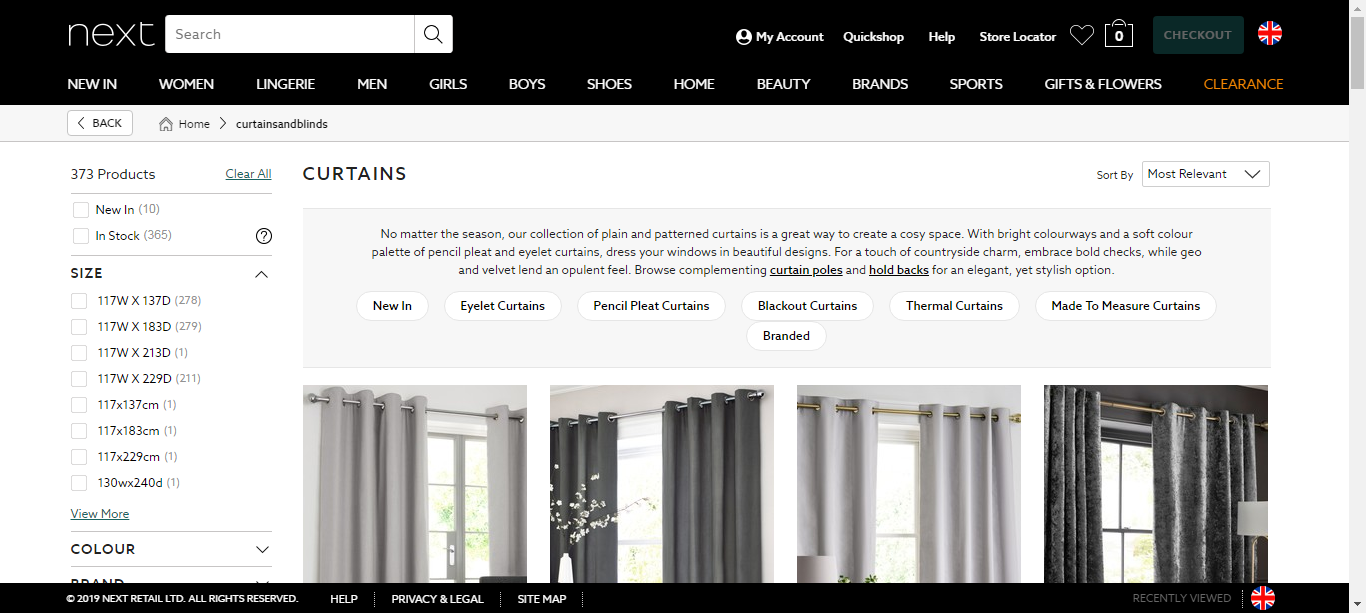 next
Search
My Account
Quickshop
Help
Store Locator
0
CHECKOUT
NEW IN
WOMEN
LINGERIE
MEN
GIRLS
BOYS
SHOES
HOME
BEAUTY
BRANDS
SPORTS
GIFTS & FLOWERS
CLEARANCE
BACK
Home
curtainsandblinds
373 Products
Clear All
New In (10)
In Stock (365)
?
SIZE
117W X 137D (278)
117W X 183D (279)
117W X 213D (1)
117W X 229D (211)
117x137cm (1)
117x183cm (1)
117x229cm (1)
130wx240d (1)
View More
COLOUR
BRAND
CURTAINS
Sort By
Most Relevant
No matter the season, our collection of plain and patterned curtains is a great way to create a cosy space. With bright colourways and a soft colour
palette of pencil pleat and eyelet curtains, dress your windows in beautiful designs. For a touch of countryside charm, embrace bold checks, while geo
and velvet lend an opulent feel. Browse complementing curtain poles and hold backs for an elegant, yet stylish option.
New In
Eyelet Curtains
Pencil Pleat Curtains
Blackout Curtains
Thermal Curtains
Made To Measure Curtains
Branded
© 2019 NEXT RETAIL LTD. ALL RIGHTS RESERVED.
HELP
PRIVACY & LEGAL
SITE MAP
RECENTLY VIEWED